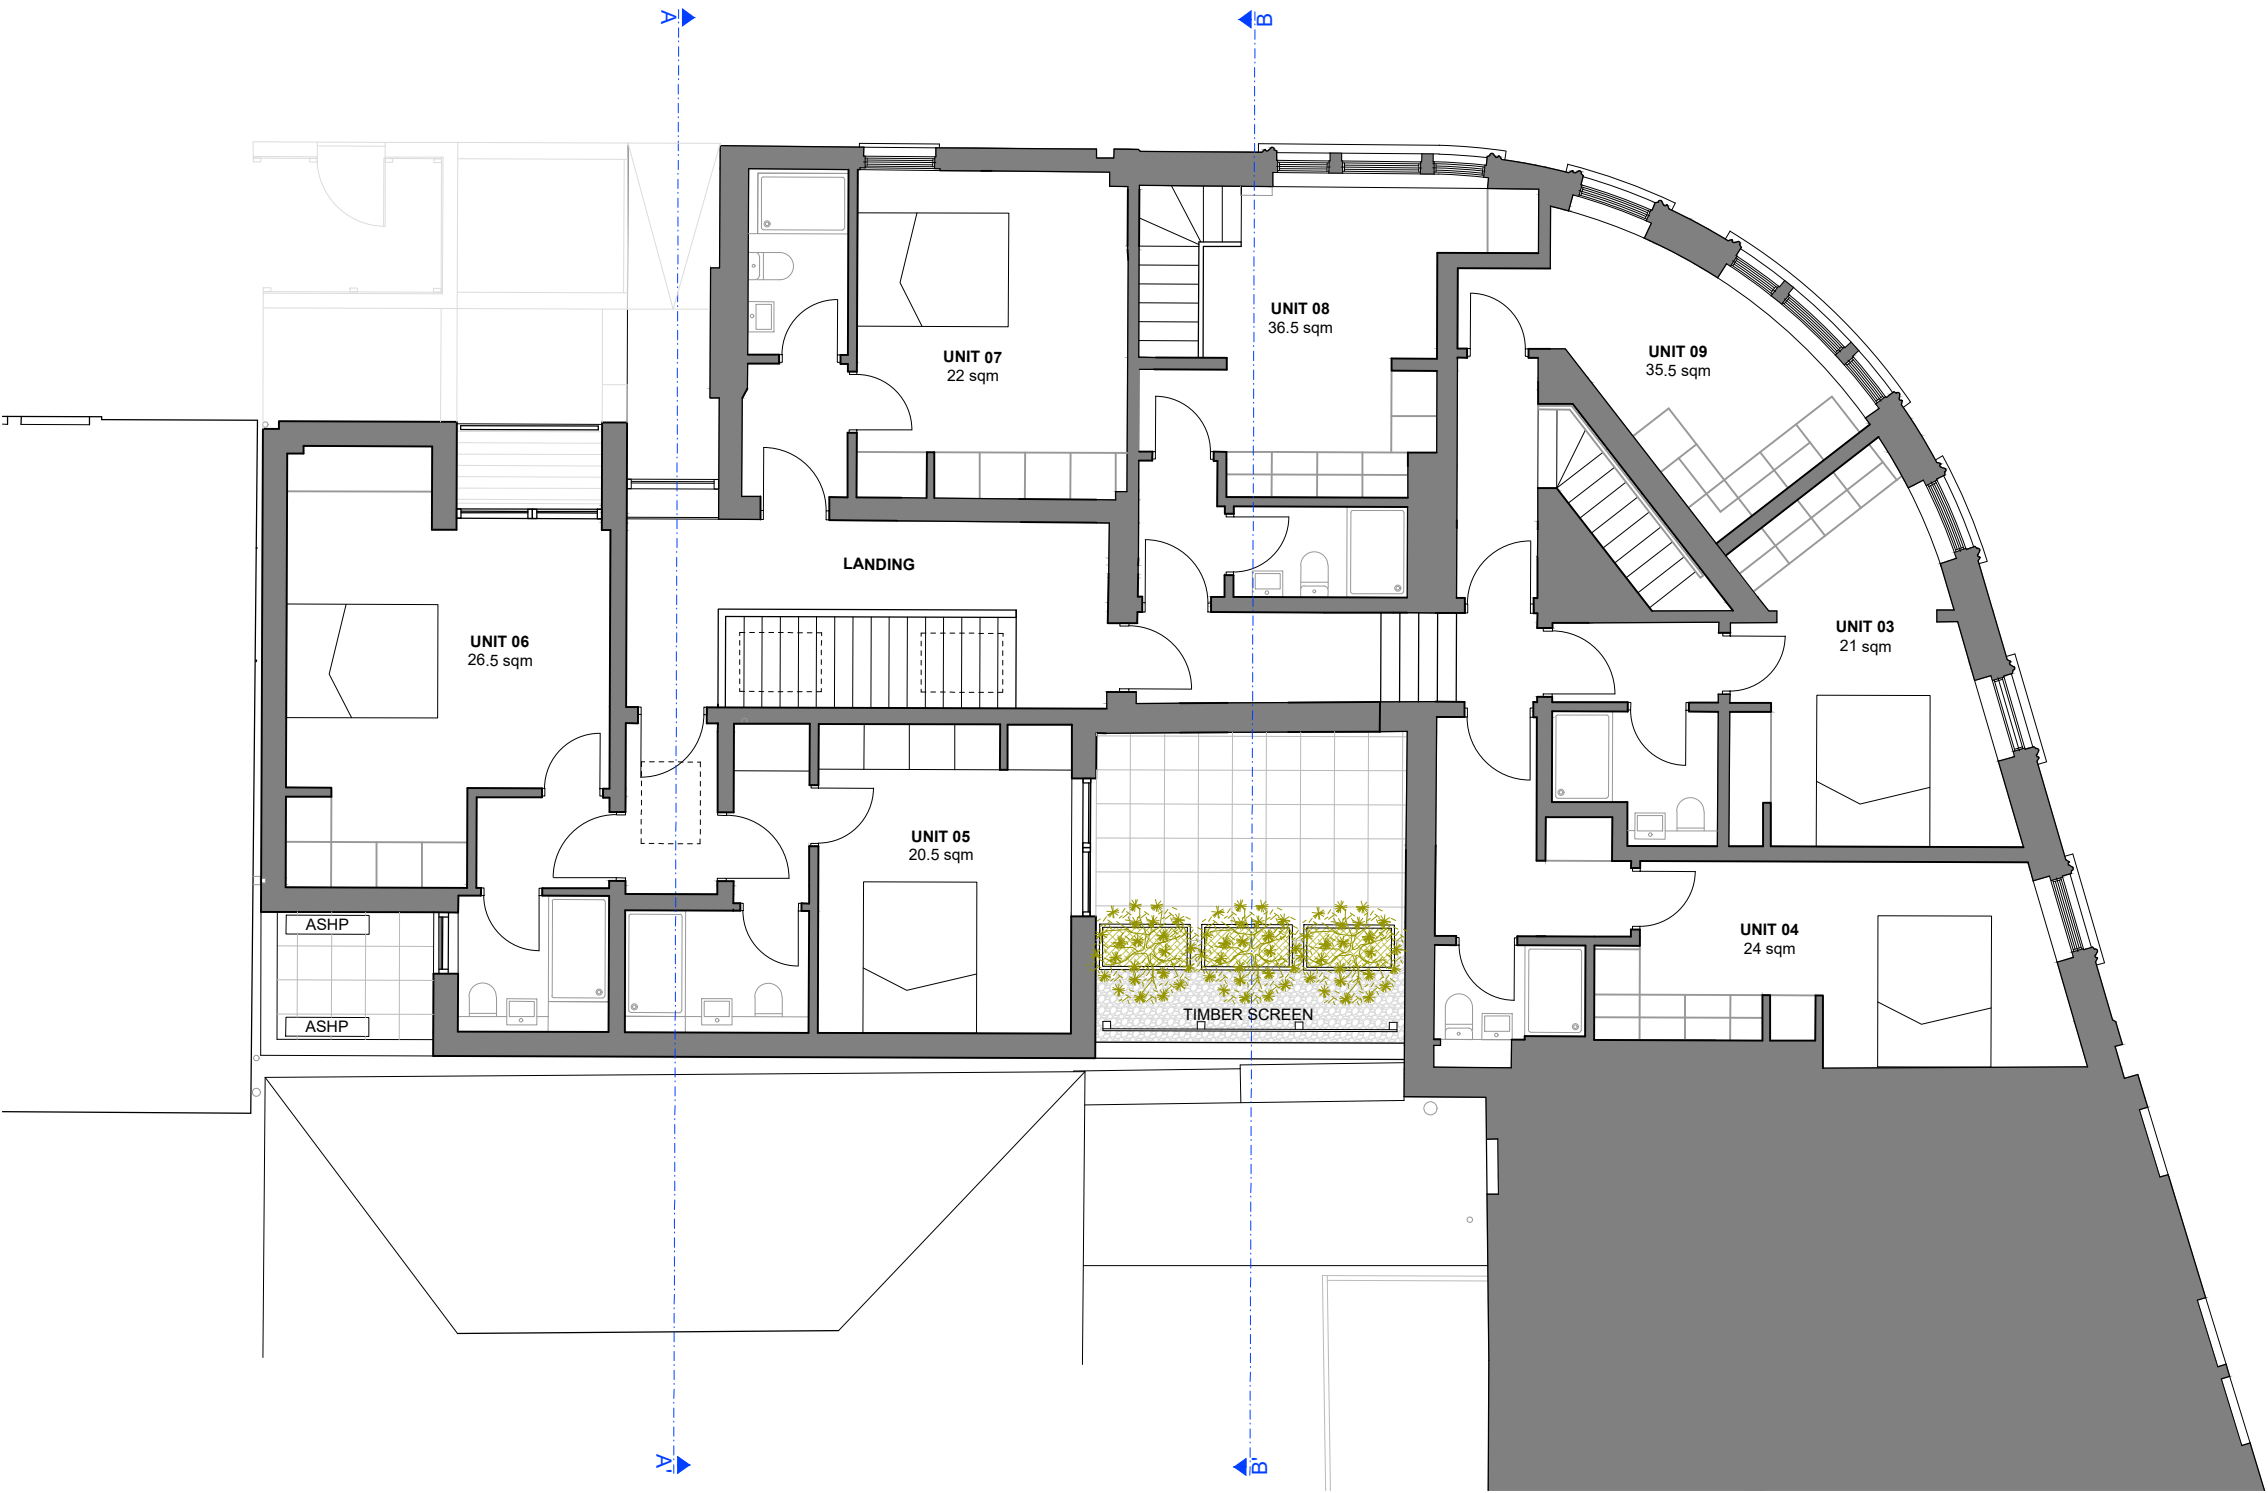 A
B
UNIT 08
36.5 sqm
UNIT 07
22 sqm
UNIT 09
35.5 sqm
LANDING
UNIT 06
26.5 sqm
UNIT 03
21 sqm
UNIT 05
20.5 sqm
UNIT 04
24 sqm
ASHP
ASHP
TIMBER SCREEN
A'
B'